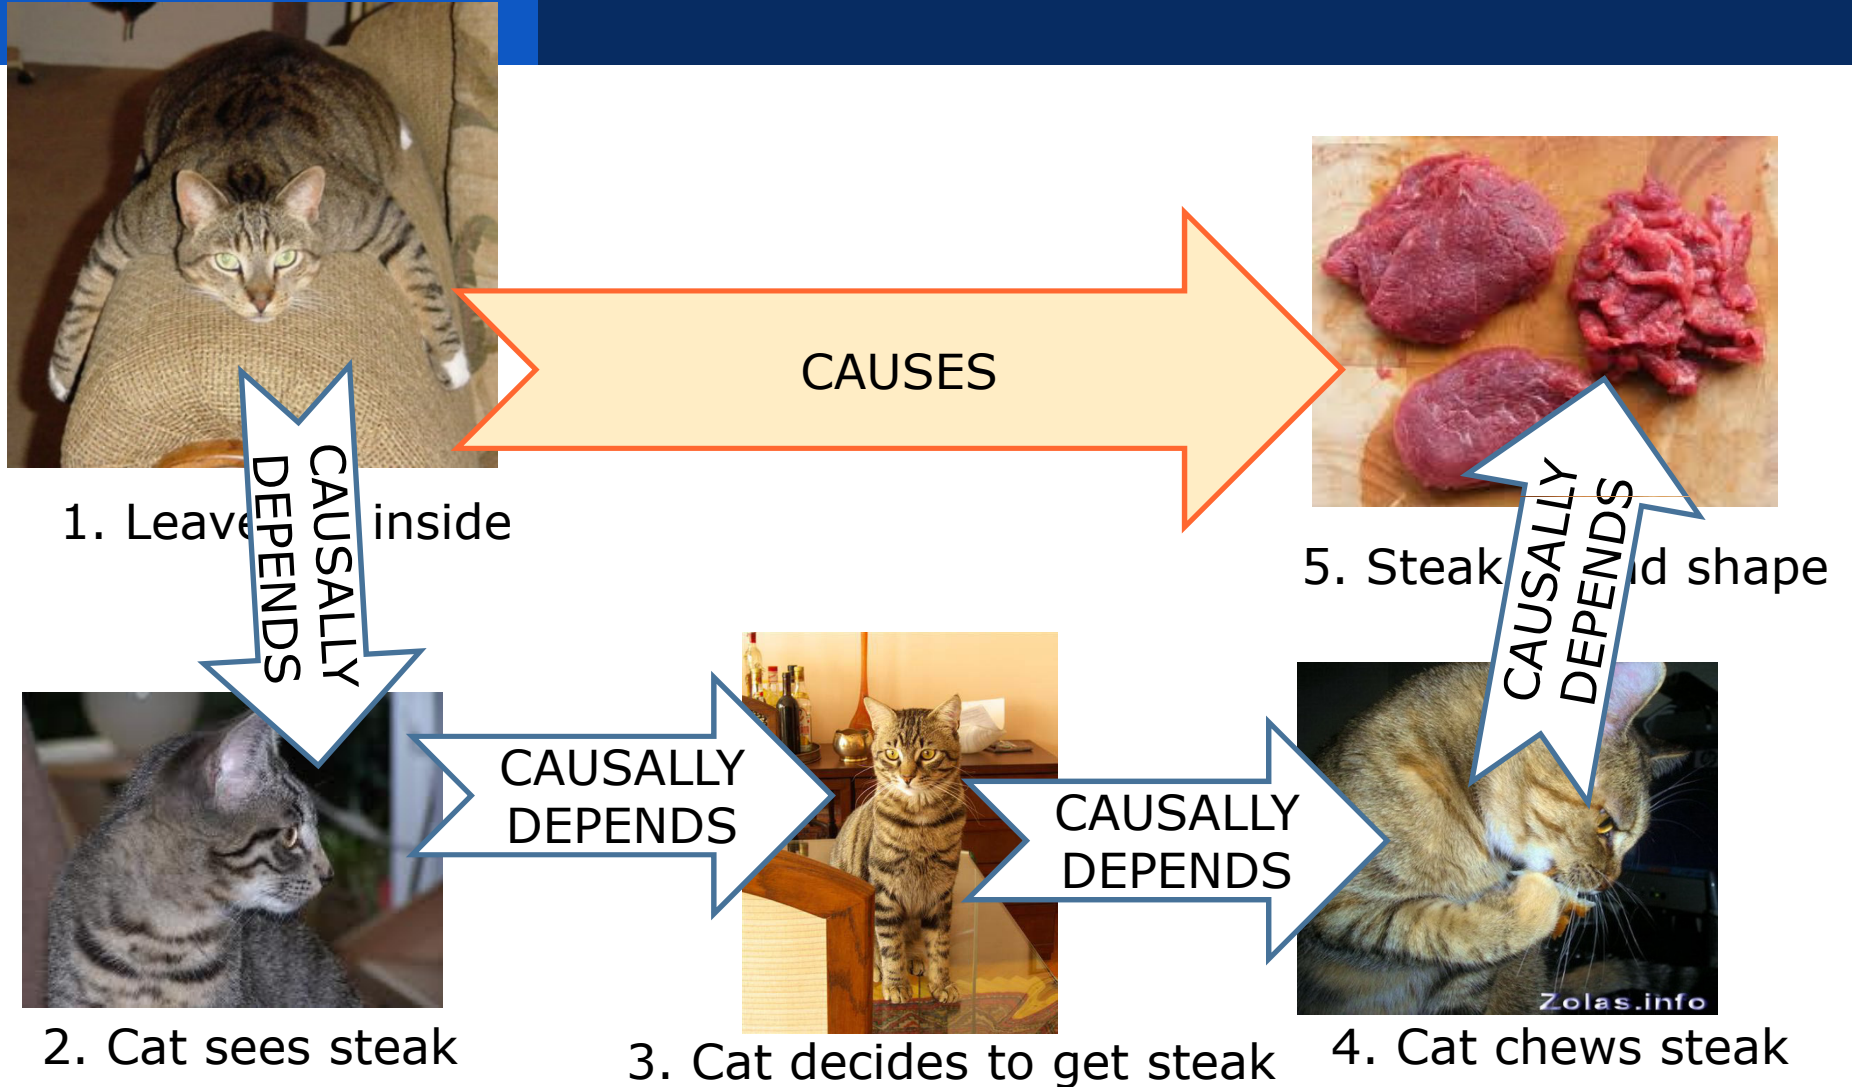 CAUSES
CAUSALLY
DEPENDS
1. Leave inside
5. Steak shape
CAUSALLY
DEPENDS
CAUSALLY
DEPENDS
CAUSALLY
DEPENDS
Zolas.info
2. Cat sees steak
3. Cat decides to get steak
4. Cat chews steak